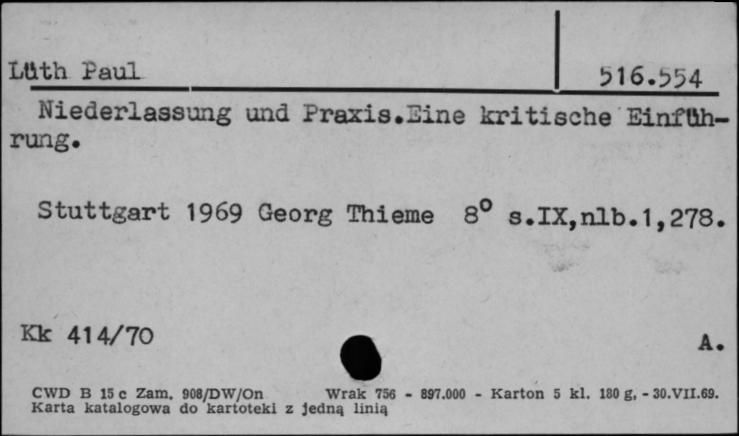 Lüth Paul
516.554
Niederlassung und Praxis.Eine kritische Einfüh-
rung.
Stuttgart 1969 Georg Thieme 8° s.IX,nlb.1,278.
Kk 414/70
A.
CWD B 15 c Zam. 908/DW/On Wrak 756 - 897.000 - Karton 5 kl. 180 g, - 30.VII.69.
Karta katalogowa do kartoteki z jedną linią